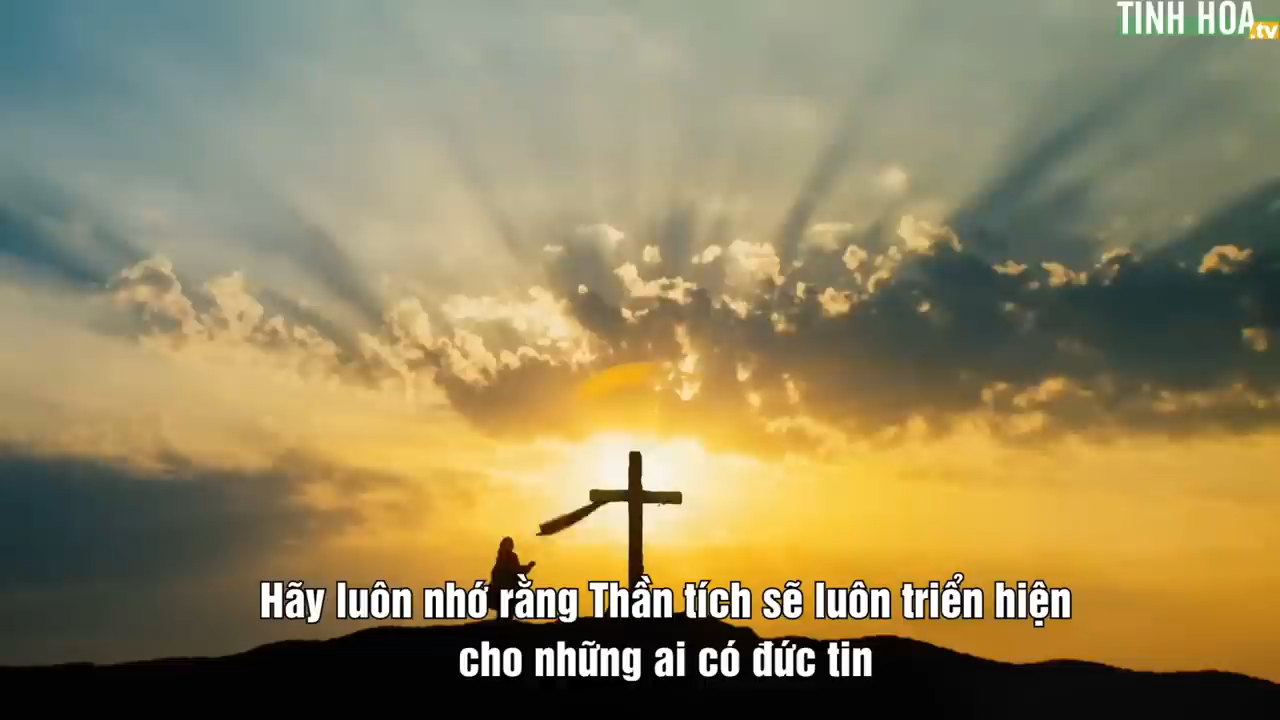 TINH HOA
.tv
Hãy luôn nhớ rằng Thần tích sẽ luôn triển hiện
cho những ai có đức tin